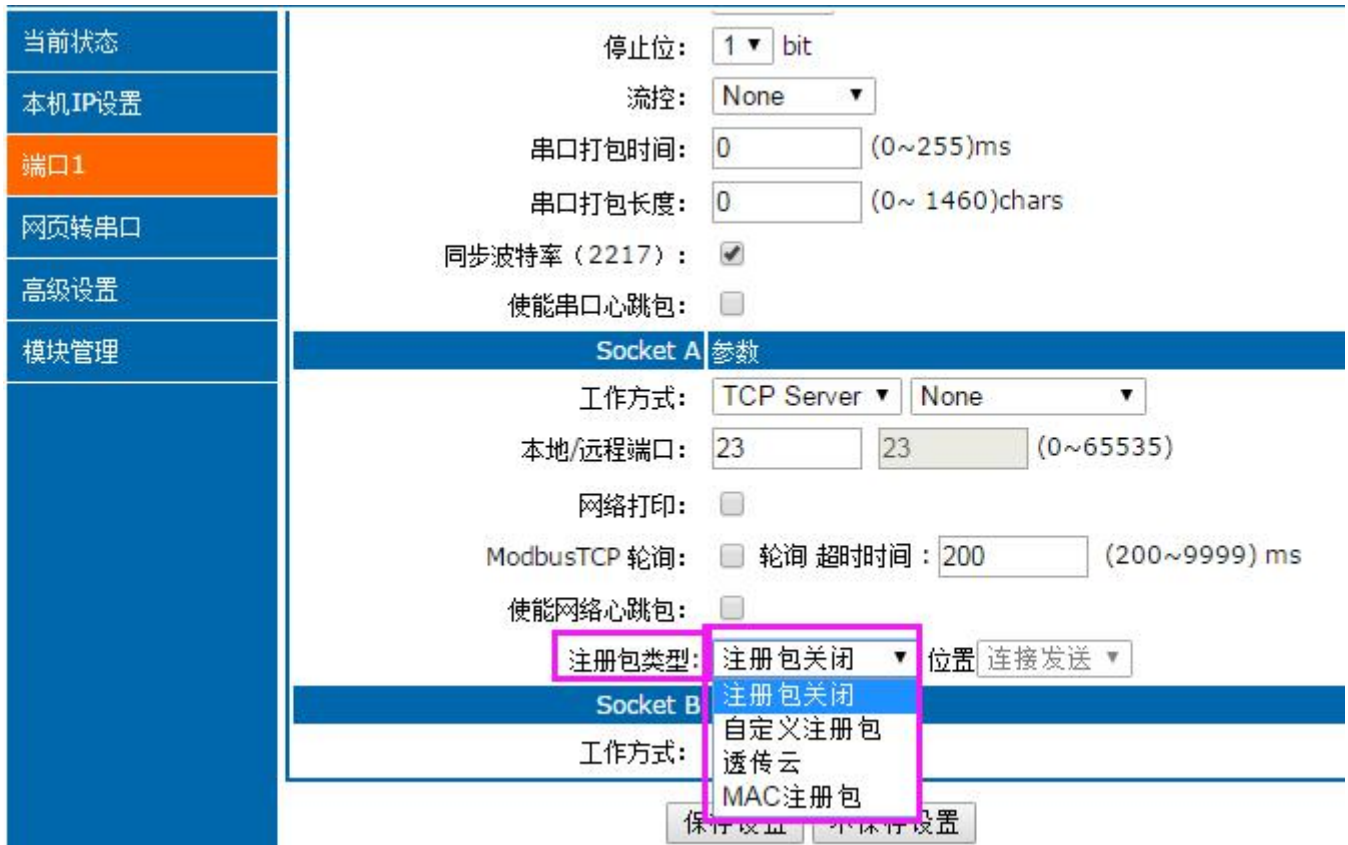 当前状态
本机IP设置
端口1
网页转串口
高级设置
模块管理
停止位： 1 bit
流控： None
串口打包时间： 0 (0~255)ms
串口打包长度： 0 (0~ 1460)chars
同步波特率（2217）：
使能串口心跳包：
Socket A 参数
工作方式： TCP Server None
本地/远程端口： 23 23 (0~65535)
网络打印：
ModbusTCP 轮询： 轮询 超时时间 : 200 (200~9999) ms
使能网络心跳包：
注册包类型: 注册包关闭 位置 连接发送
注册包关闭
Socket B
自定义注册包
工作方式：
透传云
MAC注册包
保存设置 不保存设置